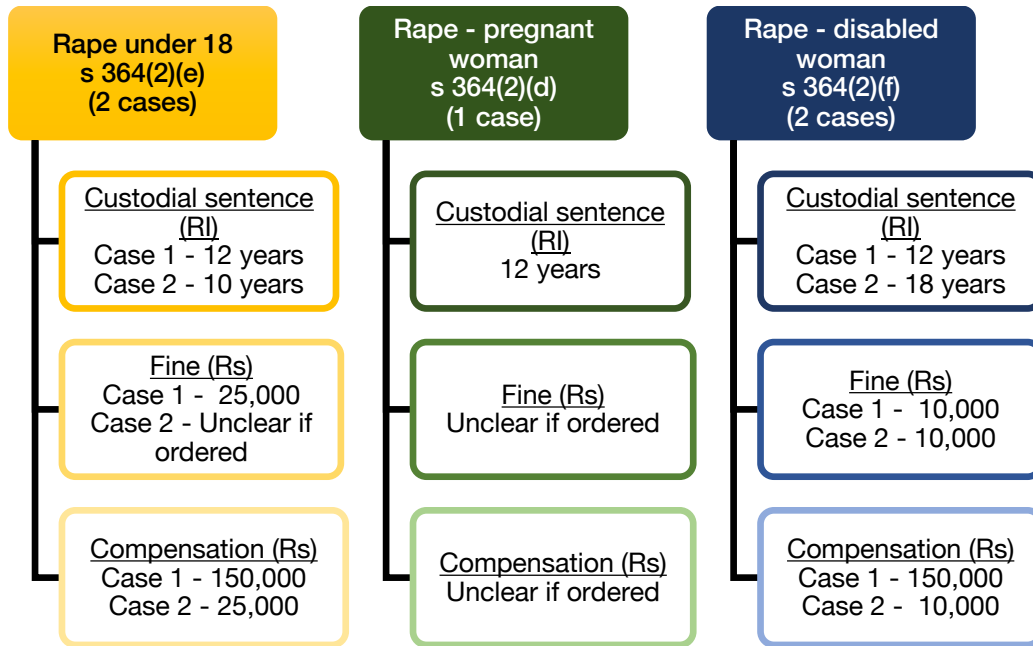 Rape under 18
s 364(2)(e)
(2 cases)
Custodial sentence
(RI)
Case 1 - 12 years
Case 2 - 10 years
Fine (Rs)
Case 1 - 25,000
Case 2 - Unclear if
ordered
Compensation (Rs)
Case 1 - 150,000
Case 2 - 25,000
Rape - pregnant
woman
s 364(2)(d)
(1 case)
Custodial sentence
(RI)
12 years
Fine (Rs)
Unclear if ordered
Compensation (Rs)
Unclear if ordered
Rape - disabled
woman
s 364(2)(f)
(2 cases)
Custodial sentence
(RI)
Case 1 - 12 years
Case 2 - 18 years
Fine (Rs)
Case 1 - 10,000
Case 2 - 10,000
Compensation (Rs)
Case 1 - 150,000
Case 2 - 10,000